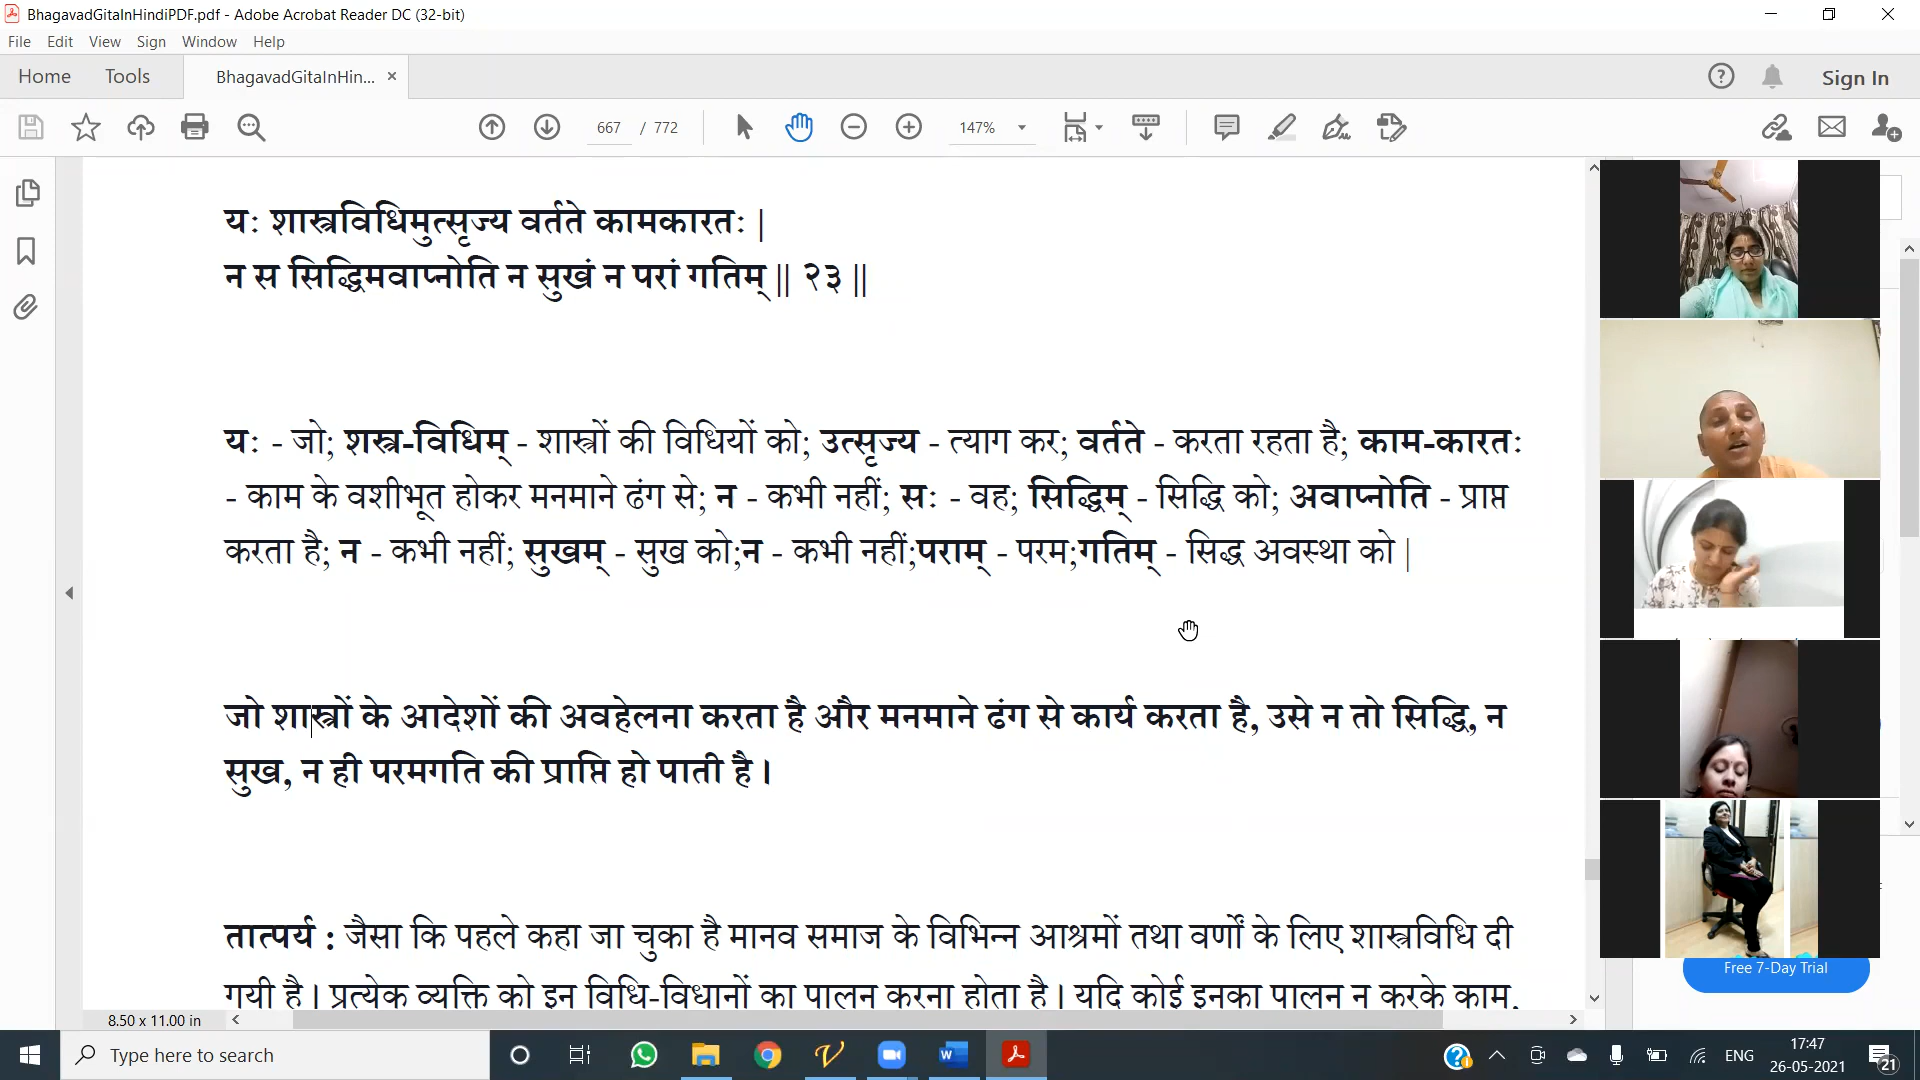 BhagavadGitaInHindiPDF.pdf - Adobe Acrobat Reader DC (32-bit)
File Edit View Sign Window Help
Home Tools BhagavadGitaInHin... × Sign In
667 / 772 147%
यः शास्त्रविधिमुत्सृज्य वर्तते कामकारतः |
न स सिद्धिमवाप्नोति न सुखं न परां गतिम् || २३ ||
यः - जो; शस्त्र-विधिम् - शास्त्रों की विधियों को; उत्सृज्य - त्याग कर; वर्तते - करता रहता है; काम-कारतः
- काम के वशीभूत होकर मनमाने ढंग से; न - कभी नहीं; सः - वह; सिद्धिम् - सिद्धि को; अवाप्नोति - प्राप्त
करता है; न - कभी नहीं; सुखम् - सुख को;न - कभी नहीं;पराम् - परम;गतिम् - सिद्ध अवस्था को |
जो शास्त्रों के आदेशों की अवहेलना करता है और मनमाने ढंग से कार्य करता है, उसे न तो सिद्धि, न
सुख, न ही परमगति की प्राप्ति हो पाती है।
तात्पर्य : जैसा कि पहले कहा जा चुका है मानव समाज के विभिन्न आश्रमों तथा वर्णों के लिए शास्त्रविधि दी
गयी है। प्रत्येक व्यक्ति को इन विधि-विधानों का पालन करना होता है। यदि कोई इनका पालन न करके काम,
Free 7-Day Trial
8.50 x 11.00 in
Type here to search
ENG 17:47
26-05-2021
21